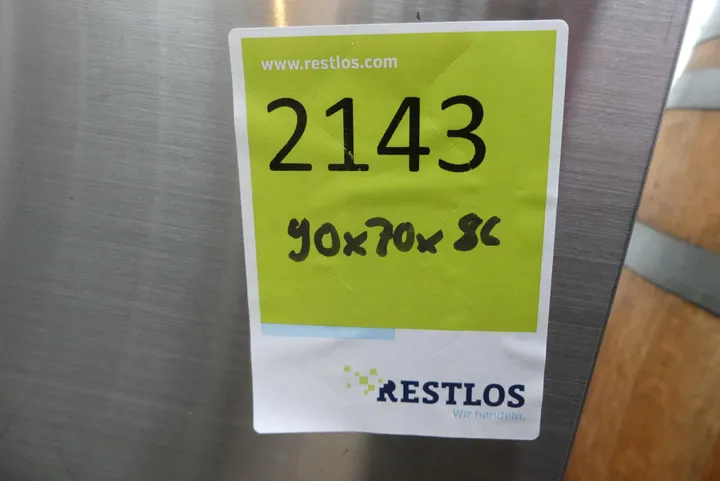 www.restlos.com
2143
90x70x86
RESTLOS
Wir handeln.